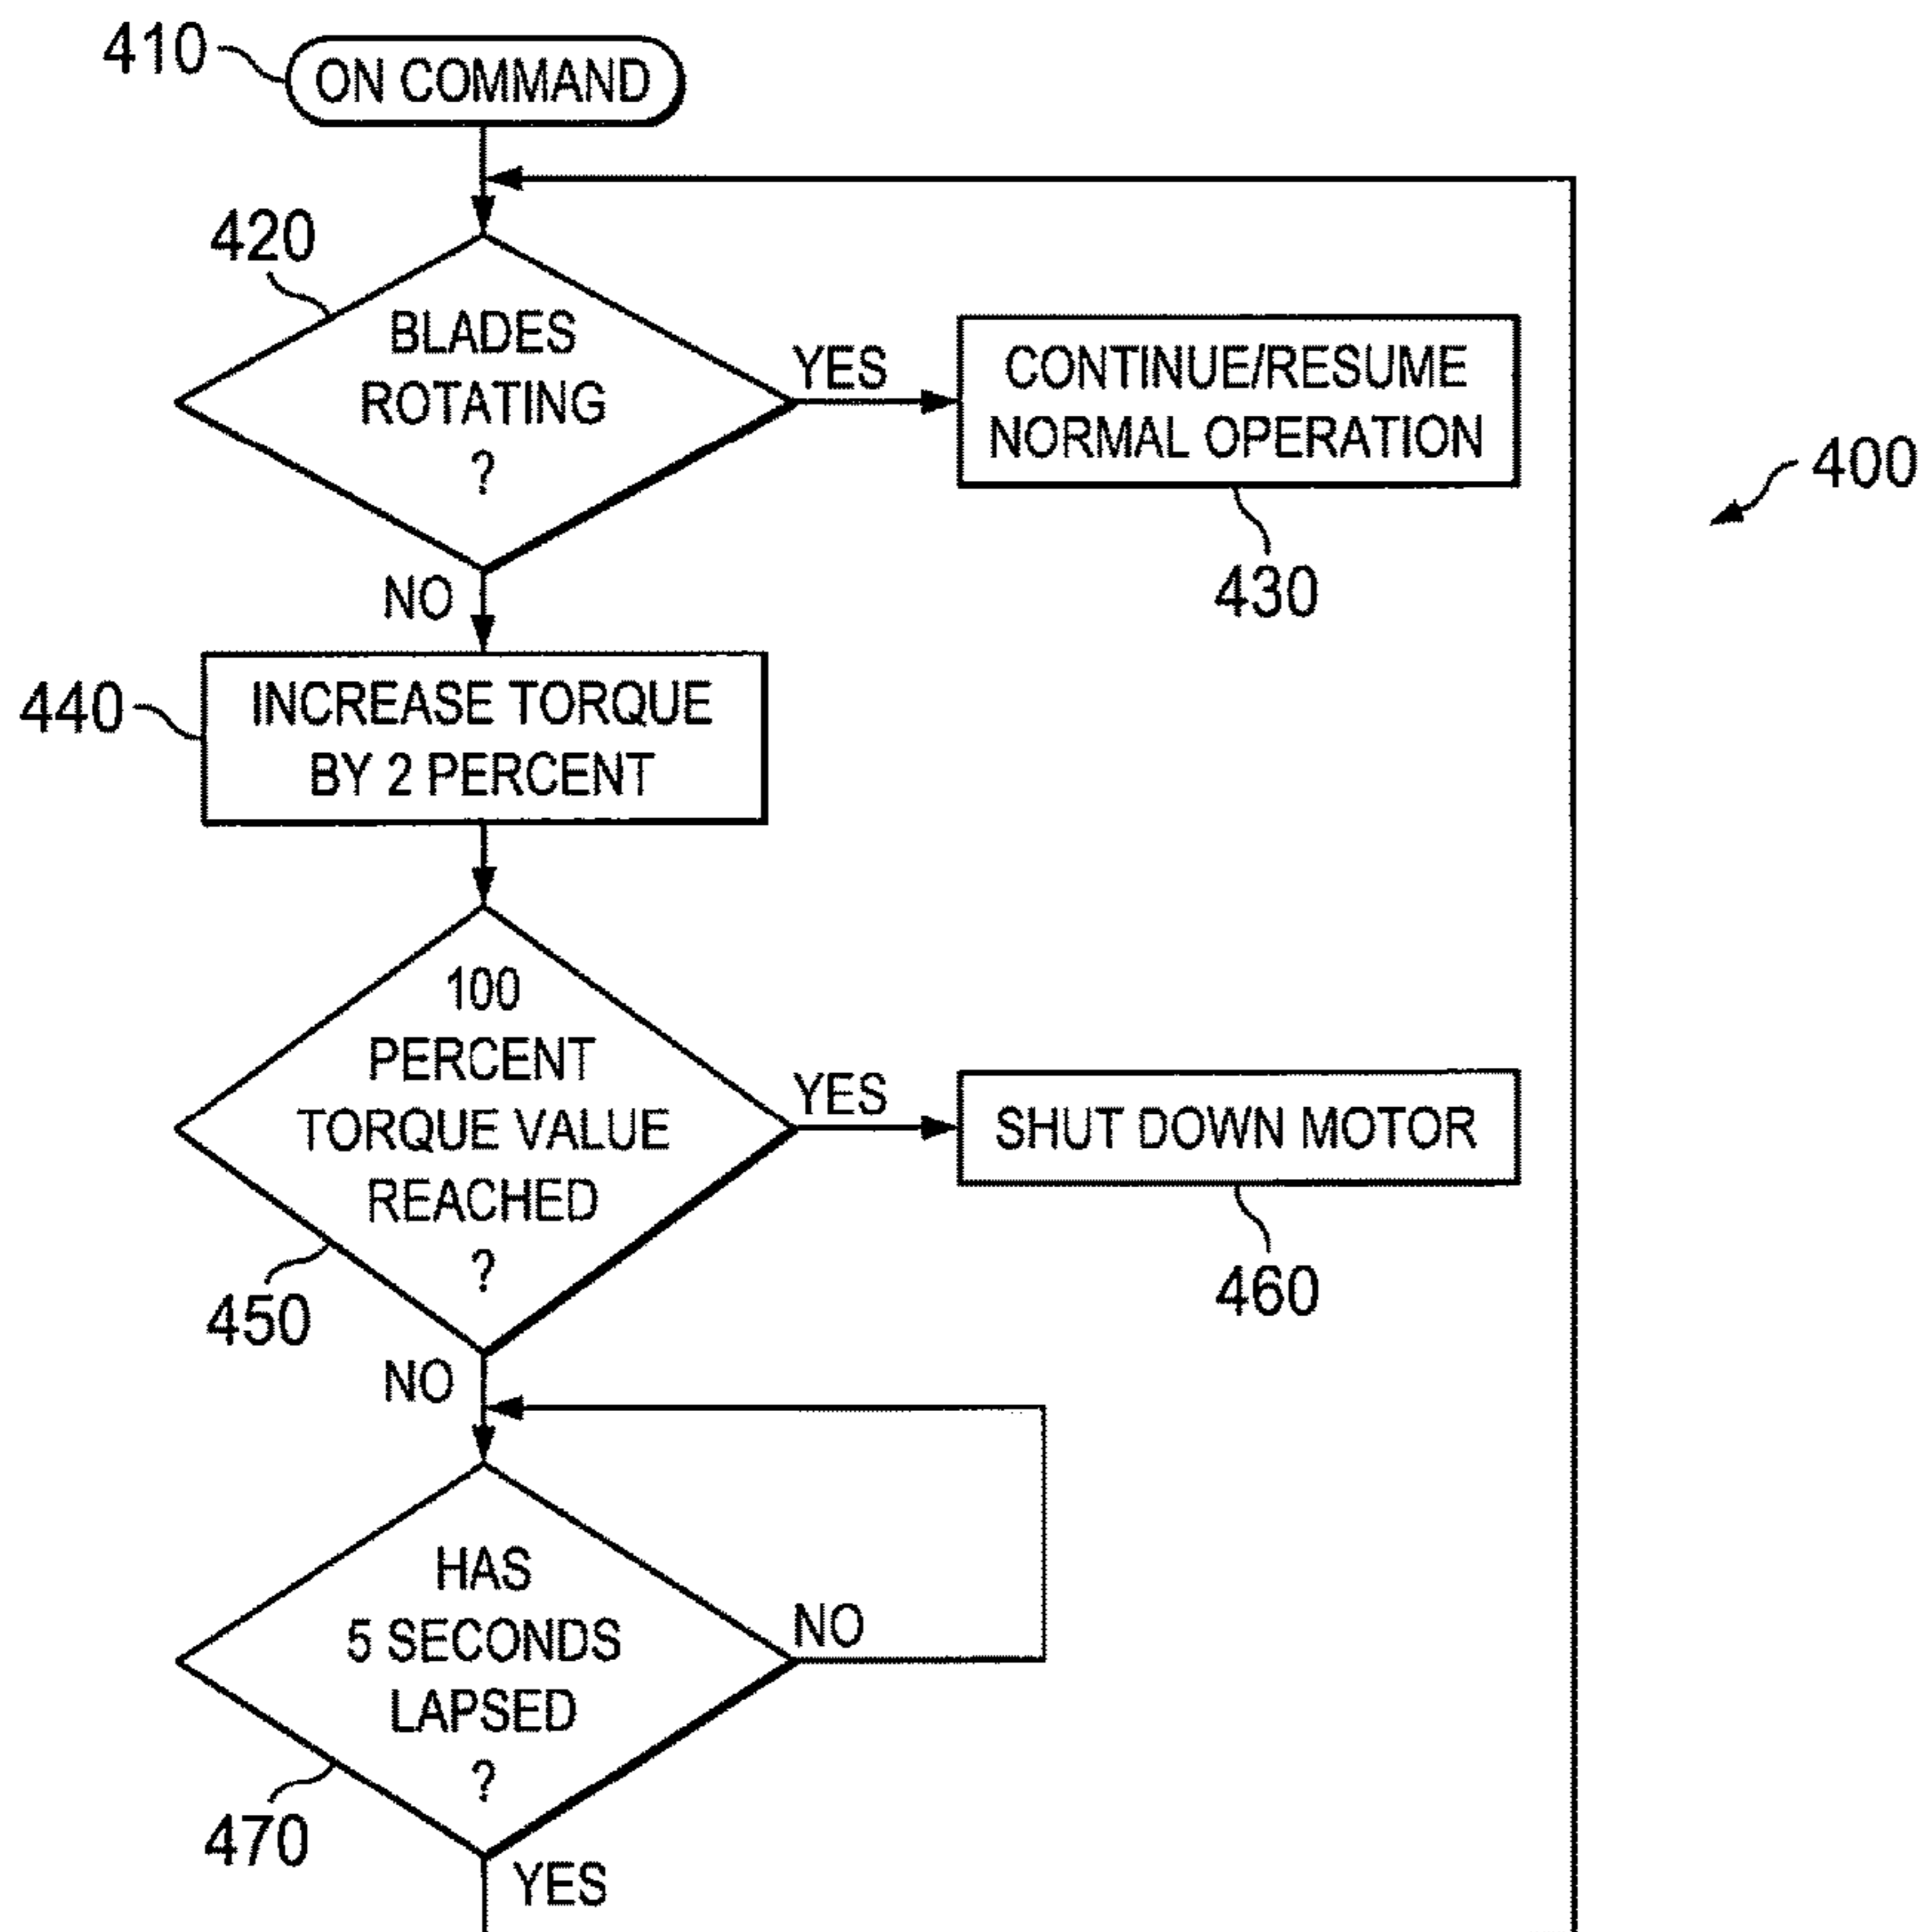 410
ON COMMAND
420
BLADES
ROTATING
?
YES
CONTINUE/RESUME
NORMAL OPERATION
430
400
NO
440
INCREASE TORQUE
BY 2 PERCENT
100
PERCENT
TORQUE VALUE
REACHED
?
YES
SHUT DOWN MOTOR
460
450
NO
HAS
5 SECONDS
LAPSED
?
NO
470
YES